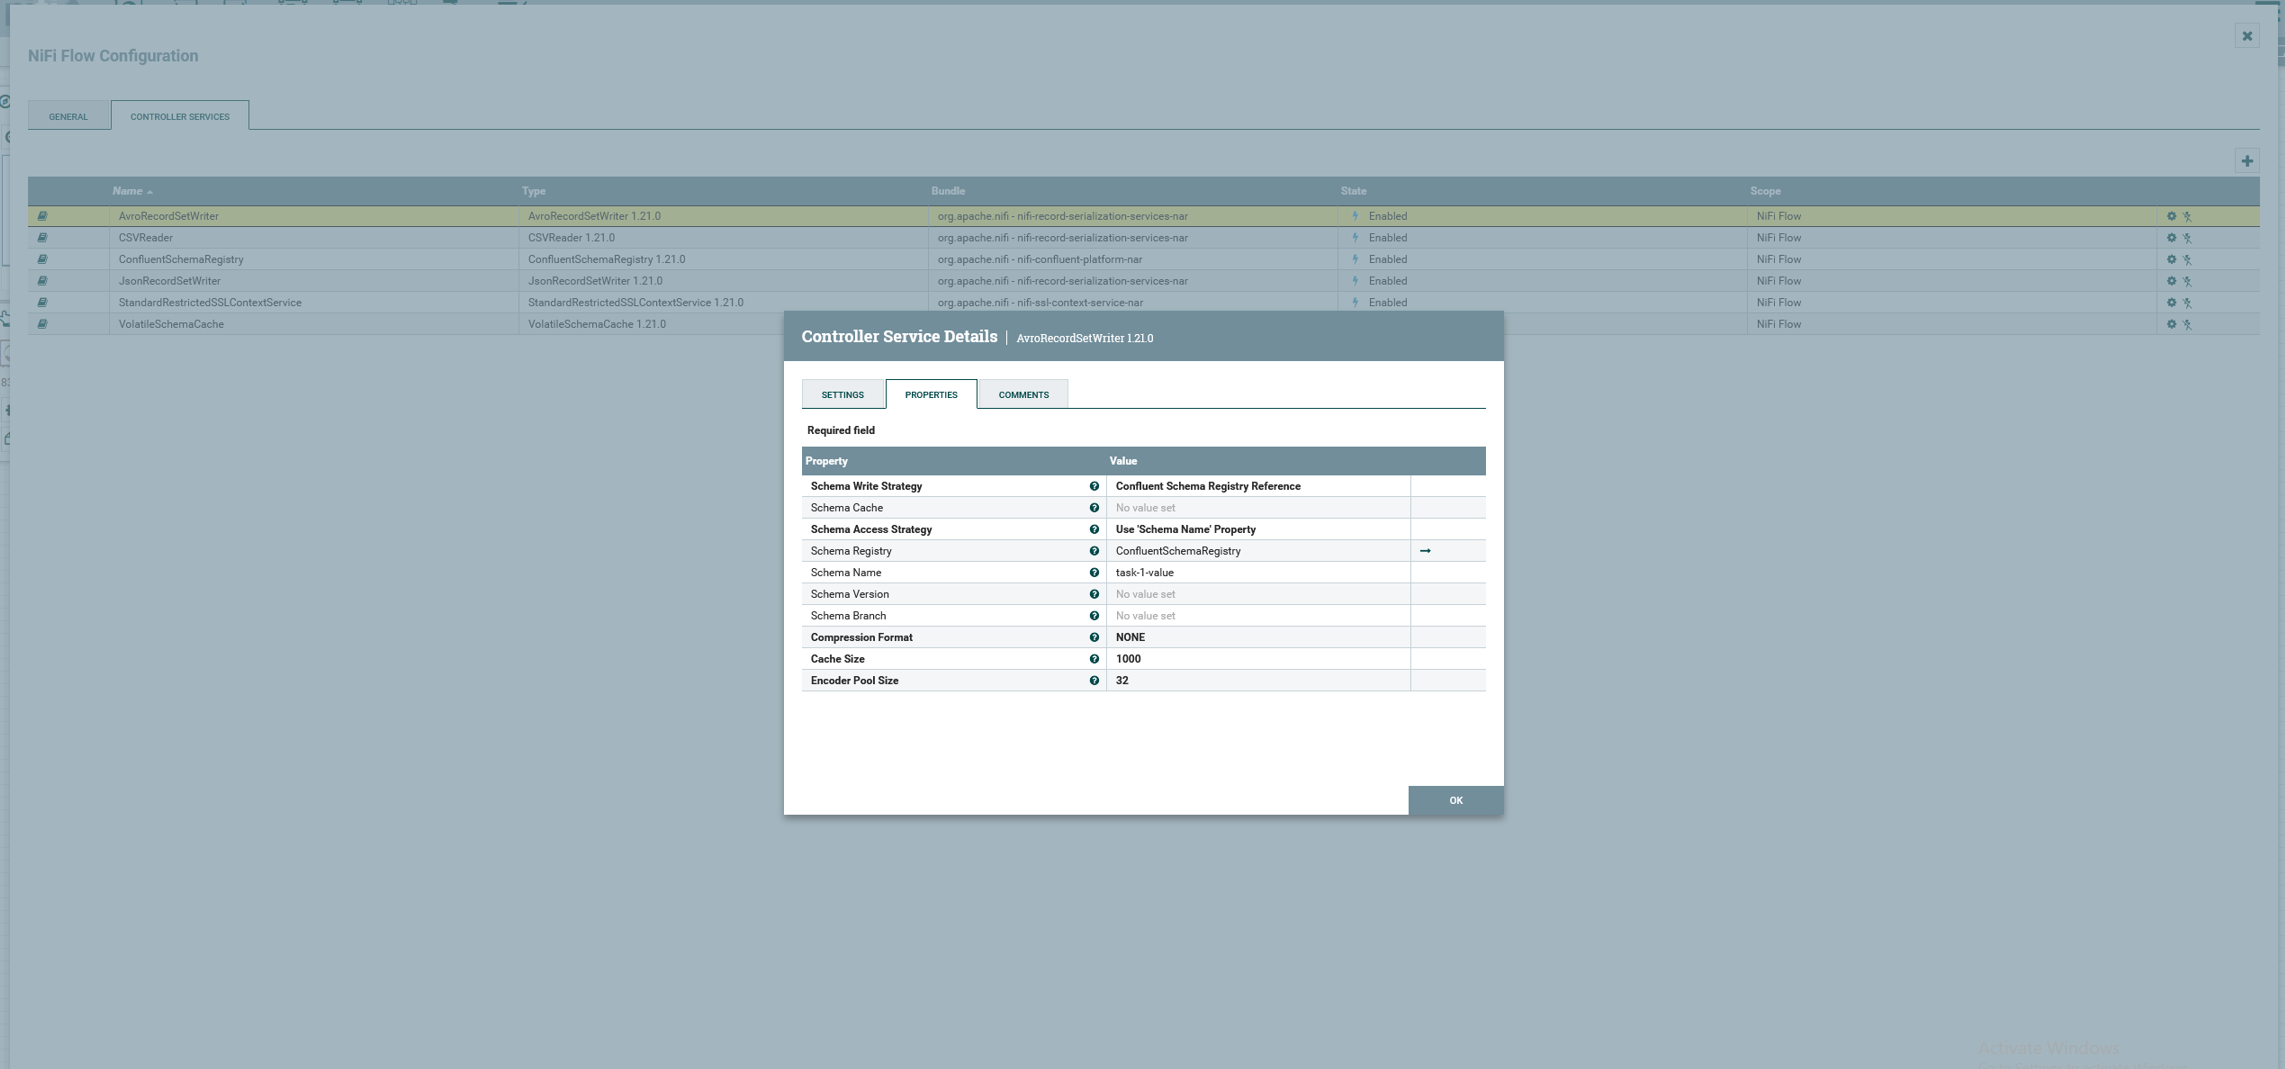 NiFi Flow Configuration
GENERAL CONTROLLER SERVICES
Name Type Bundle State Scope
AvroRecordSetWriter AvroRecordSetWriter 1.21.0 org.apache.nifi - nifi-record-serialization-services-nar Enabled NiFi Flow
CSVReader CSVReader 1.21.0 org.apache.nifi - nifi-record-serialization-services-nar Enabled NiFi Flow
ConfluentSchemaRegistry ConfluentSchemaRegistry 1.21.0 org.apache.nifi - nifi-confluent-platform-nar Enabled NiFi Flow
JsonRecordSetWriter JsonRecordSetWriter 1.21.0 org.apache.nifi - nifi-record-serialization-services-nar Enabled NiFi Flow
StandardRestrictedSSLContextService StandardRestrictedSSLContextService 1.21.0 org.apache.nifi - nifi-ssl-context-service-nar Enabled NiFi Flow
VolatileSchemaCache VolatileSchemaCache 1.21.0 NiFi Flow
Controller Service Details | AvroRecordSetWriter 1.21.0
SETTINGS PROPERTIES COMMENTS
Required field
Property Value
Schema Write Strategy Confluent Schema Registry Reference
Schema Cache No value set
Schema Access Strategy Use 'Schema Name' Property
Schema Registry ConfluentSchemaRegistry
Schema Name task-1-value
Schema Version No value set
Schema Branch No value set
Compression Format NONE
Cache Size 1000
Encoder Pool Size 32
OK
Activate Windows